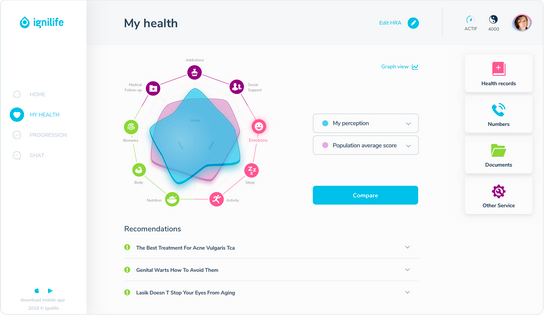 ignilife
My health
Edit HRA
ACTIF
4000
HOME
MY HEALTH
PROGRESSION
CHAT
Addictions
Medical
Follow-up
Social
Support
Emotions
Sleep
Activity
Nutrition
Body
Graph view
My perception
Population average score
Compare
Health records
Numbers
Documents
Other Service
Recomendations
The Best Treatment For Acne Vulgaris Tca
Genital Warts How To Avoid Them
Lasik Doesn T Stop Your Eyes From Aging
download mobile app
2019 © ignilife